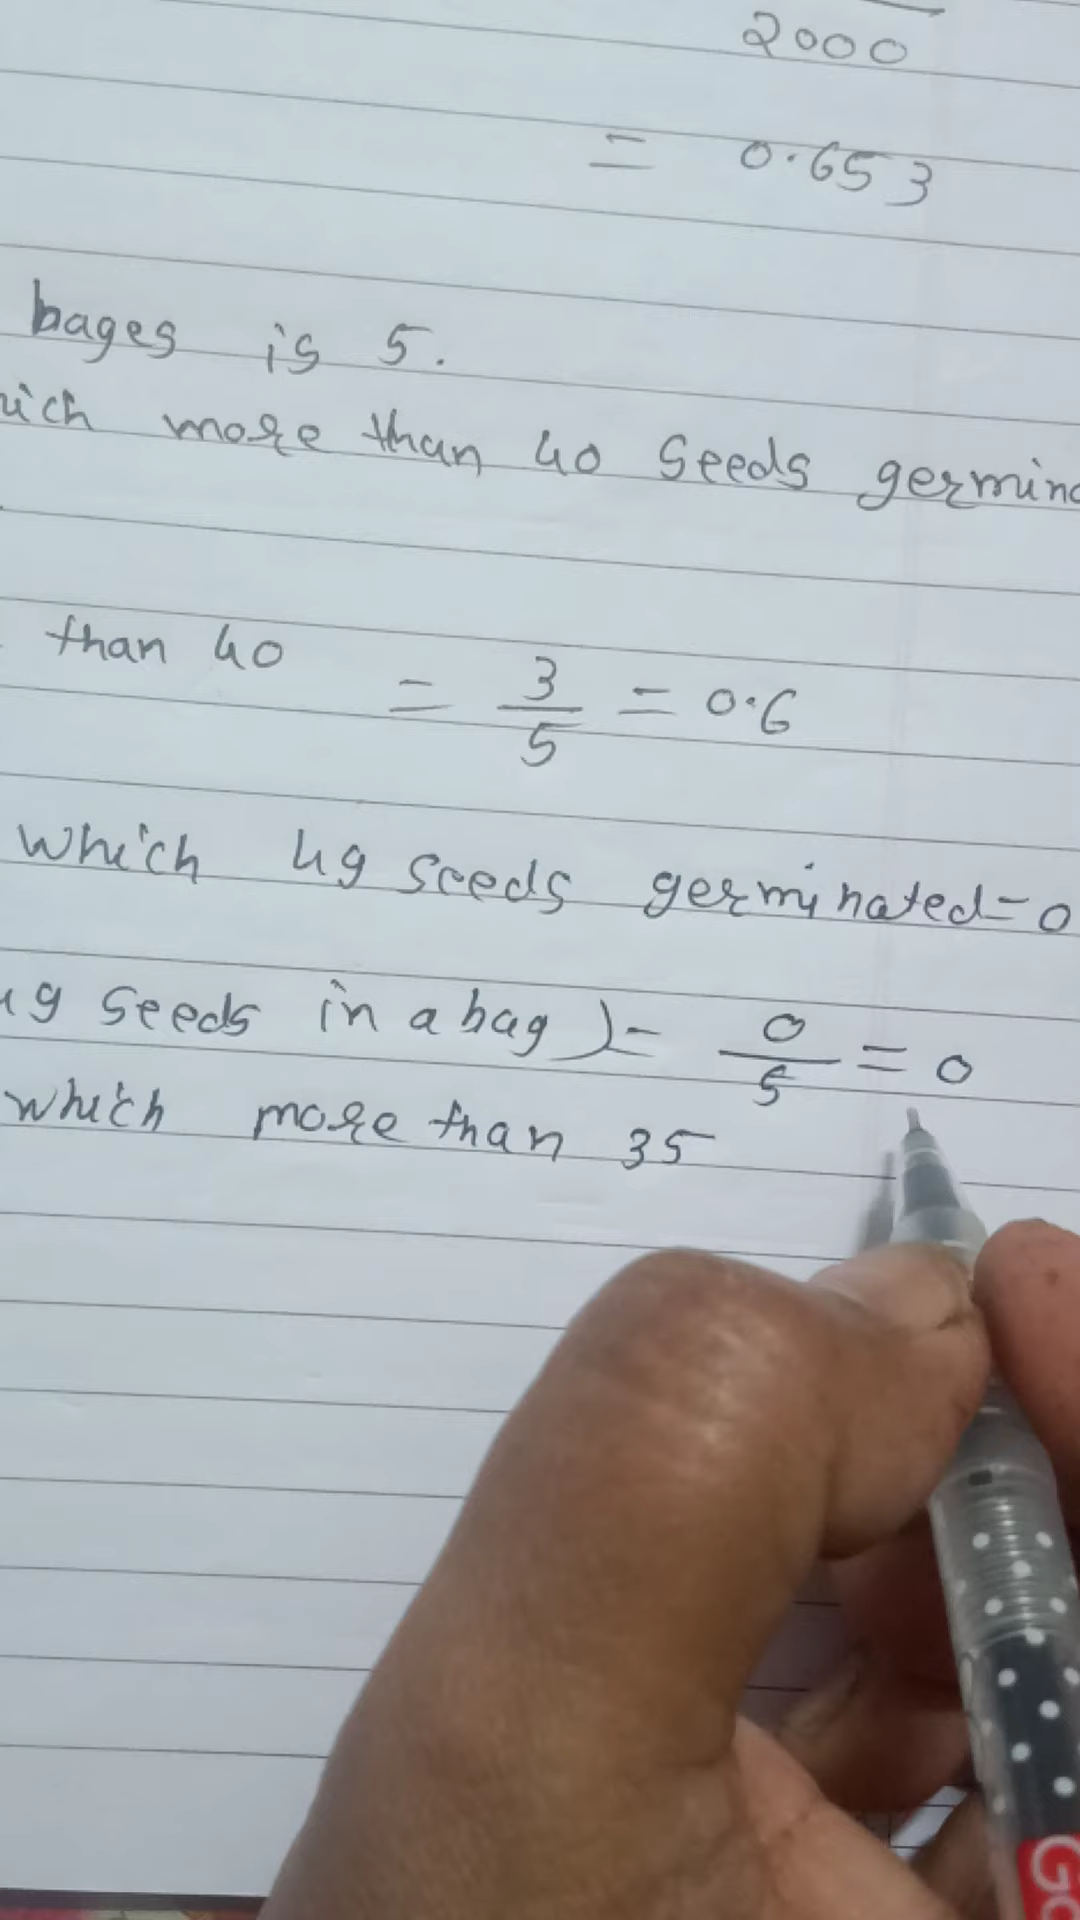 2000
= 0.653
bages is 5.
more than 40 seeds
than 40 = 3/5 = 0.6
which 49 seeds germinated = 0
seeds in a bag) = 0/5 = 0
which more than 35
Go